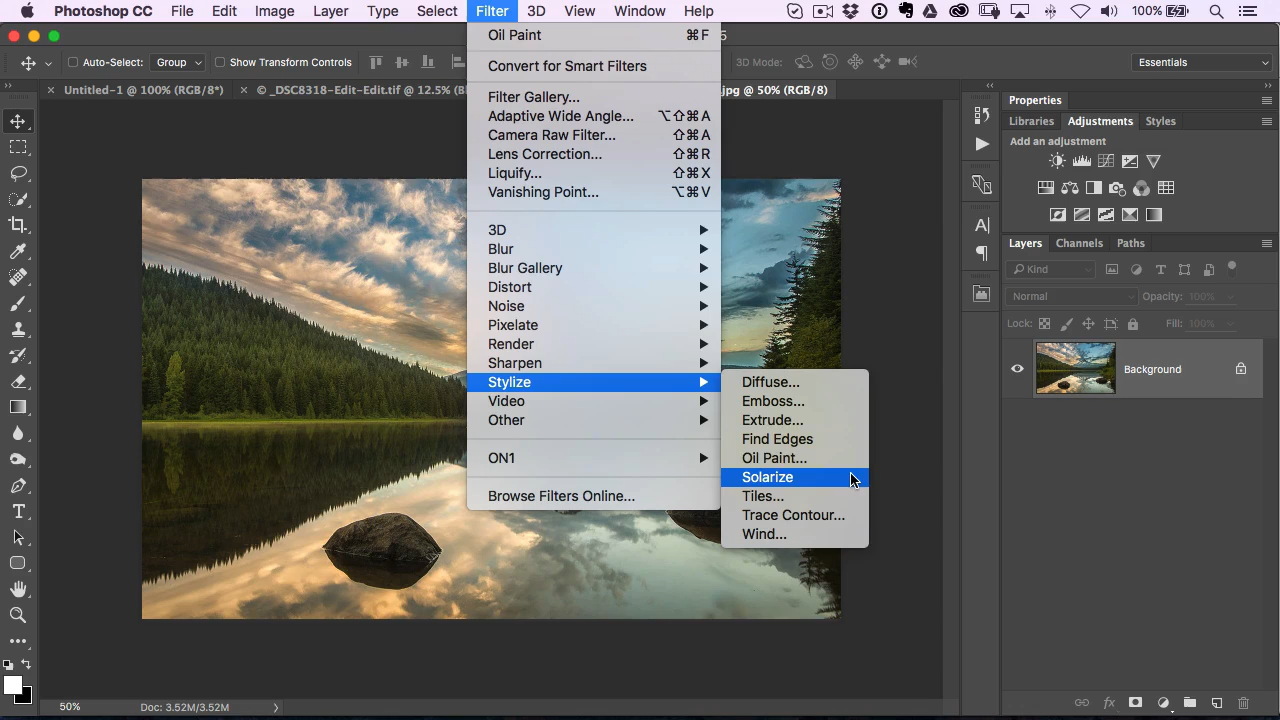 Photoshop CC File Edit Image Layer Type Select Filter 3D View Window Help 100%
Auto-Select: Group Show Transform Controls 3D Mode: Essentials
Untitled-1 @ 100% (RGB/8*) © _DSC8318-Edit-Edit.tif @ 12.5% .jpg @ 50% (RGB/8)
Oil Paint ⌘F
Convert for Smart Filters
Filter Gallery...
Adaptive Wide Angle... ⌥⇧⌘A
Camera Raw Filter... ⇧⌘A
Lens Correction... ⇧⌘R
Liquify... ⇧⌘X
Vanishing Point... ⌥⌘V
3D
Blur
Blur Gallery
Distort
Noise
Pixelate
Render
Sharpen
Stylize
Video
Other
ON1
Browse Filters Online...
Diffuse...
Emboss...
Extrude...
Find Edges
Oil Paint...
Solarize
Tiles...
Trace Contour...
Wind...
Properties
Libraries Adjustments Styles
Add an adjustment
Layers Channels Paths
Kind
Normal Opacity: 100%
Lock: Fill: 100%
Background
50% Doc: 3.52M/3.52M